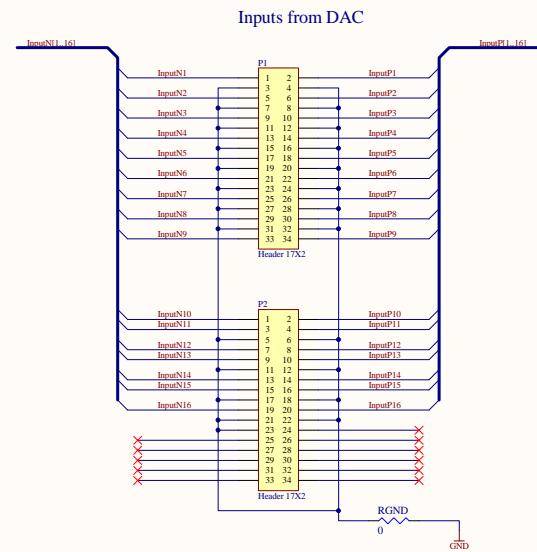 Inputs from DAC
InputN[1..16] InputP[1..16]
P1
InputN1 1 2 InputP1
3 4
InputN2 5 6 InputP2
7 8
InputN3 9 10 InputP3
11 12
InputN4 13 14 InputP4
15 16
InputN5 17 18 InputP5
19 20
InputN6 21 22 InputP6
23 24
InputN7 25 26 InputP7
27 28
InputN8 29 30 InputP8
31 32
InputN9 33 34 InputP9
Header 17X2
P2
InputN10 1 2 InputP10
InputN11 3 4 InputP11
5 6
InputN12 7 8 InputP12
InputN13 9 10 InputP13
11 12
InputN14 13 14 InputP14
InputN15 15 16 InputP15
17 18
InputN16 19 20 InputP16
21 22
23 24
25 26
27 28
29 30
31 32
33 34
Header 17X2
RGND
0
GND